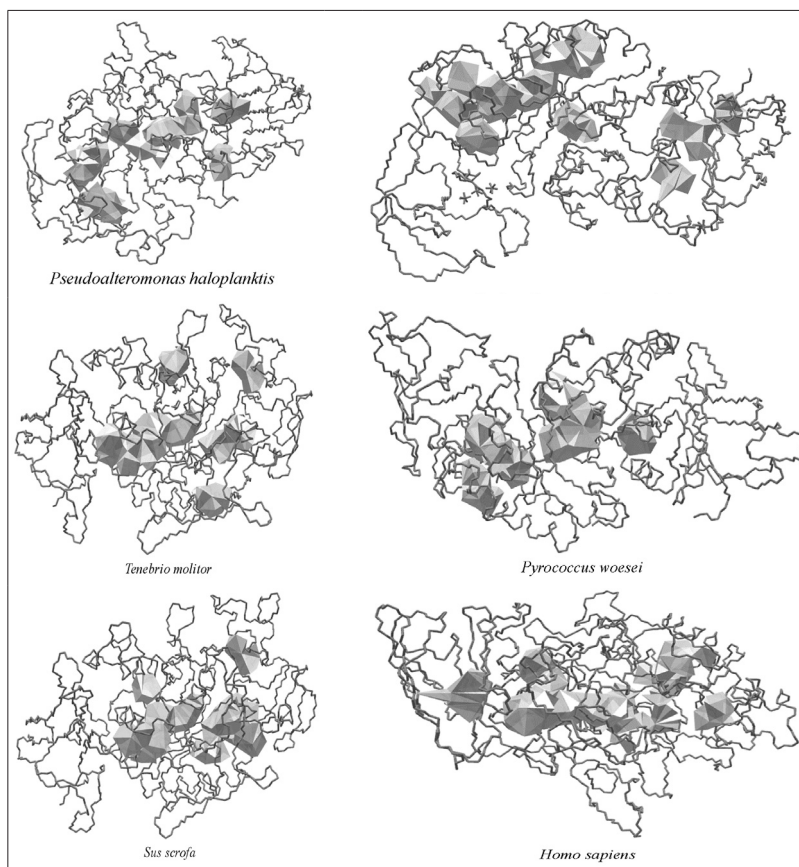 Pseudoalteromonas haloplanktis
Tenebrio molitor
Pyrococcus woesei
Sus scrofa
Homo sapiens